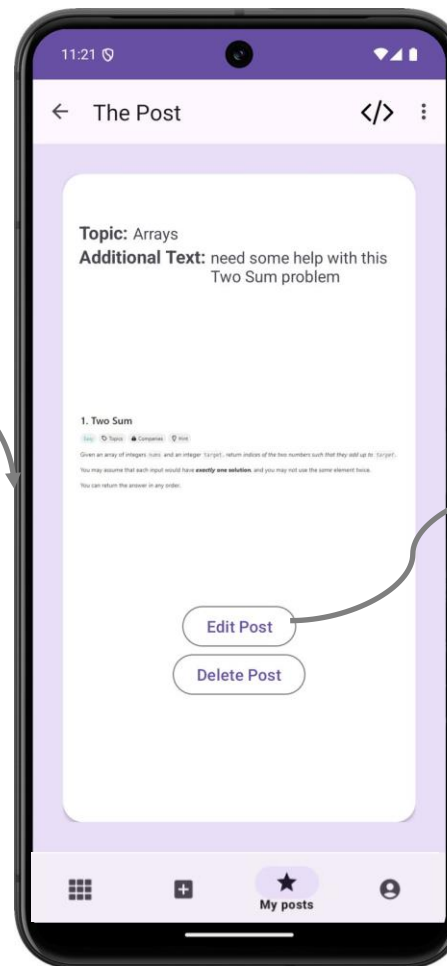 11:21
The Post
</>
Topic: Arrays
Additional Text: need some help with this
Two Sum problem
1. Two Sum
Easy Topics Companies Hint
Given an array of integers nums and an integer target, return indices of the two numbers such that they add up to target.
You may assume that each input would have exactly one solution, and you may not use the same element twice.
You can return the answer in any order.
Edit Post
Delete Post
My posts